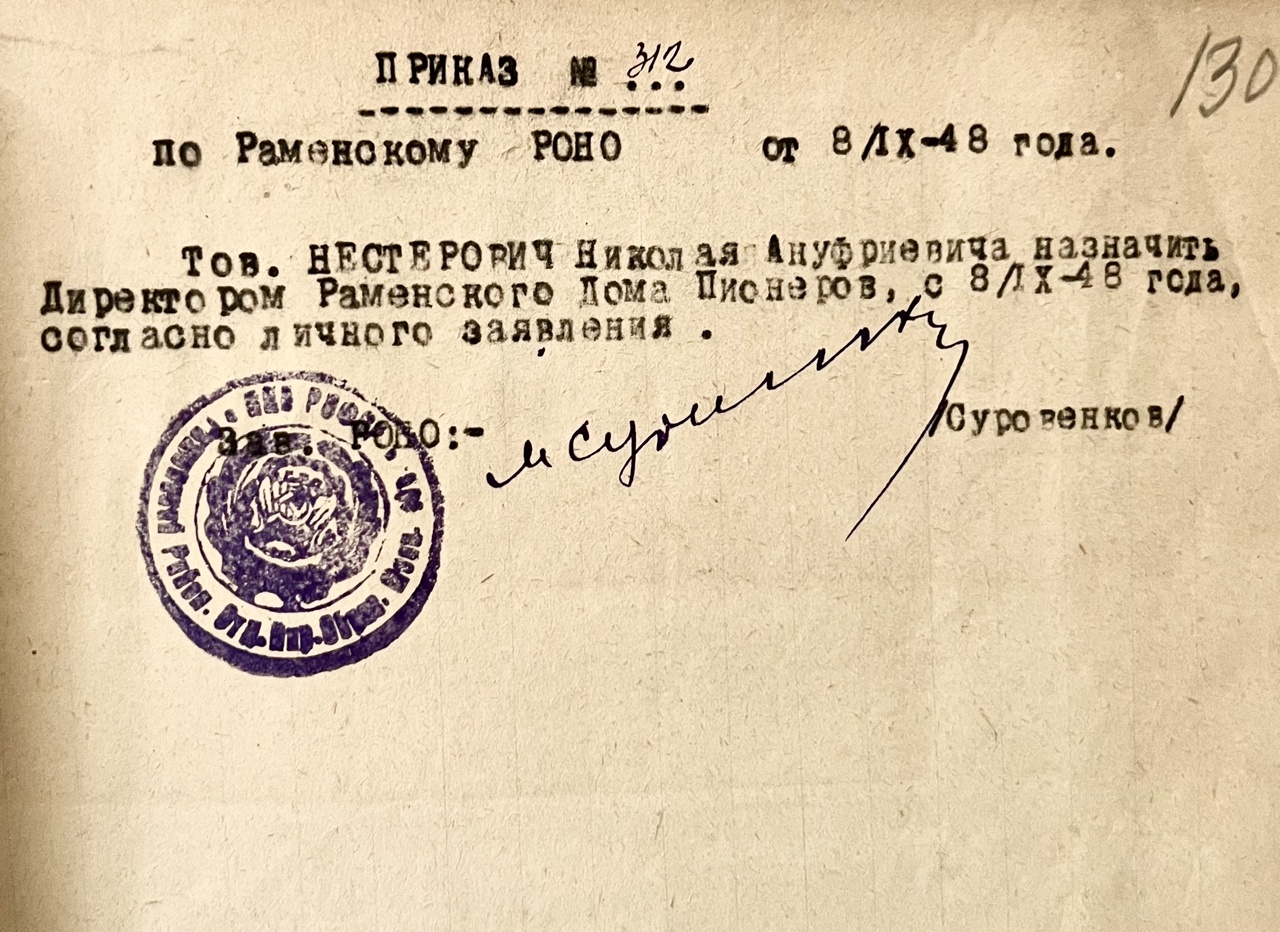 130
ПРИКАЗ № 312
по Раменскому РОНО от 8/IX-48 года.
Тов. НЕСТЕРОВИЧ Николая Ануфриевича назначить
Директором Раменского Дома Пионеров, с 8/IX-48 года,
согласно личного заявления .
Зав. РОНО:- /Суровенков/